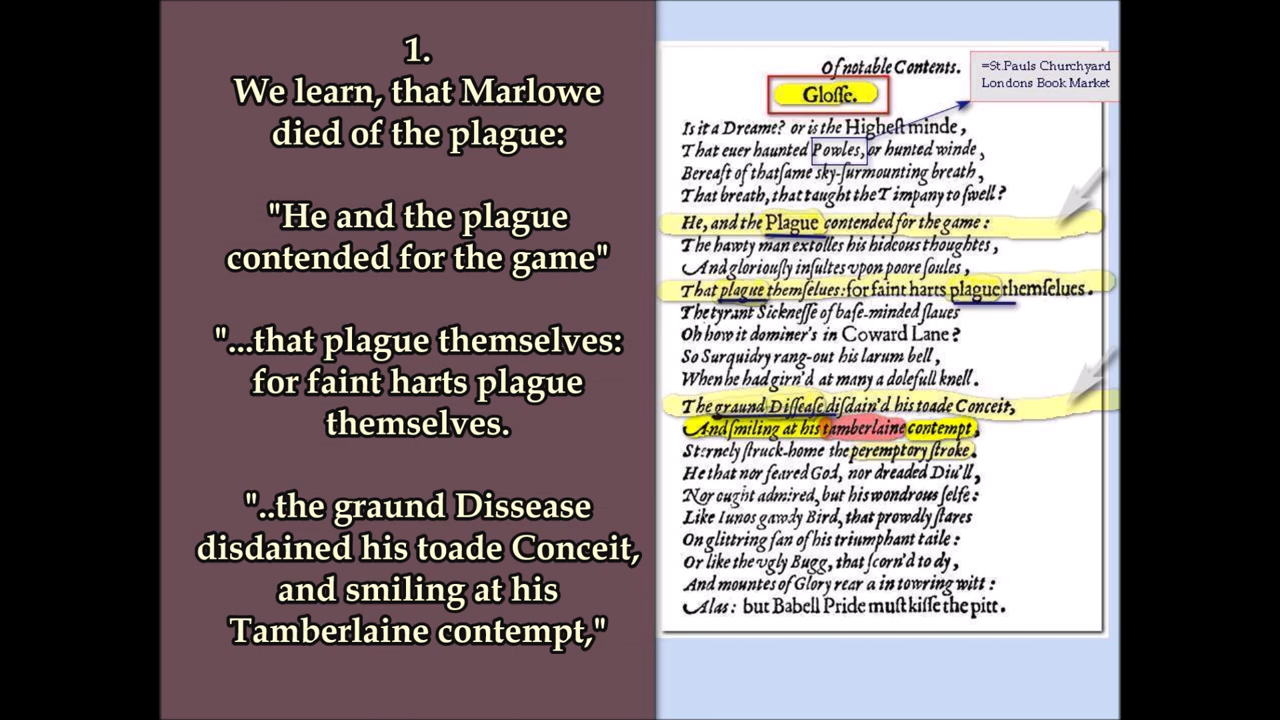 1.
We learn, that Marlowe
died of the plague:
"He and the plague
contended for the game"
"...that plague themselves:
for faint harts plague
themselves.
"..the graund Dissease
disdained his toade Conceit,
and smiling at his
Tamberlaine contempt,"
Of notable Contents.
=St.Pauls Churchyard
Londons Book Market
Gloſſe.
Is it a Dreame? or is the Higheſt minde,
That euer haunted Powles, or hunted winde,
Bereaft of that ſame sky-ſurmounting breath,
That breath, that taught the Timpany to ſwell?
He, and the Plague contended for the game:
The hawty man extolles his hideous thoughtes,
And gloriouſly inſultes vpon poore ſoules,
That plague themſelues: for faint harts plague themſelues.
The tyrant Sickneſſe of baſe-minded ſlaues
Oh how it dominer's in Coward Lane?
So Surquidry rang-out his larum bell,
When he had girn'd at many a dolefull knell.
The graund Diſſeaſe diſdain'd his toade Conceit,
And ſmiling at his tamberlaine contempt,
Sternely ſtruck-home the peremptory ſtroke.
He that nor feared God, nor dreaded Diu'll,
Nor ought admired, but his wondrous ſelfe:
Like Iunos gawdy Bird, that prowdly ſtares
On glittring fan of his triumphant taile:
Or like the vgly Bugg, that ſcorn'd to dy,
And mountes of Glory rear'd in towring witt:
Alas: but Babell Pride muſt kiſſe the pitt.